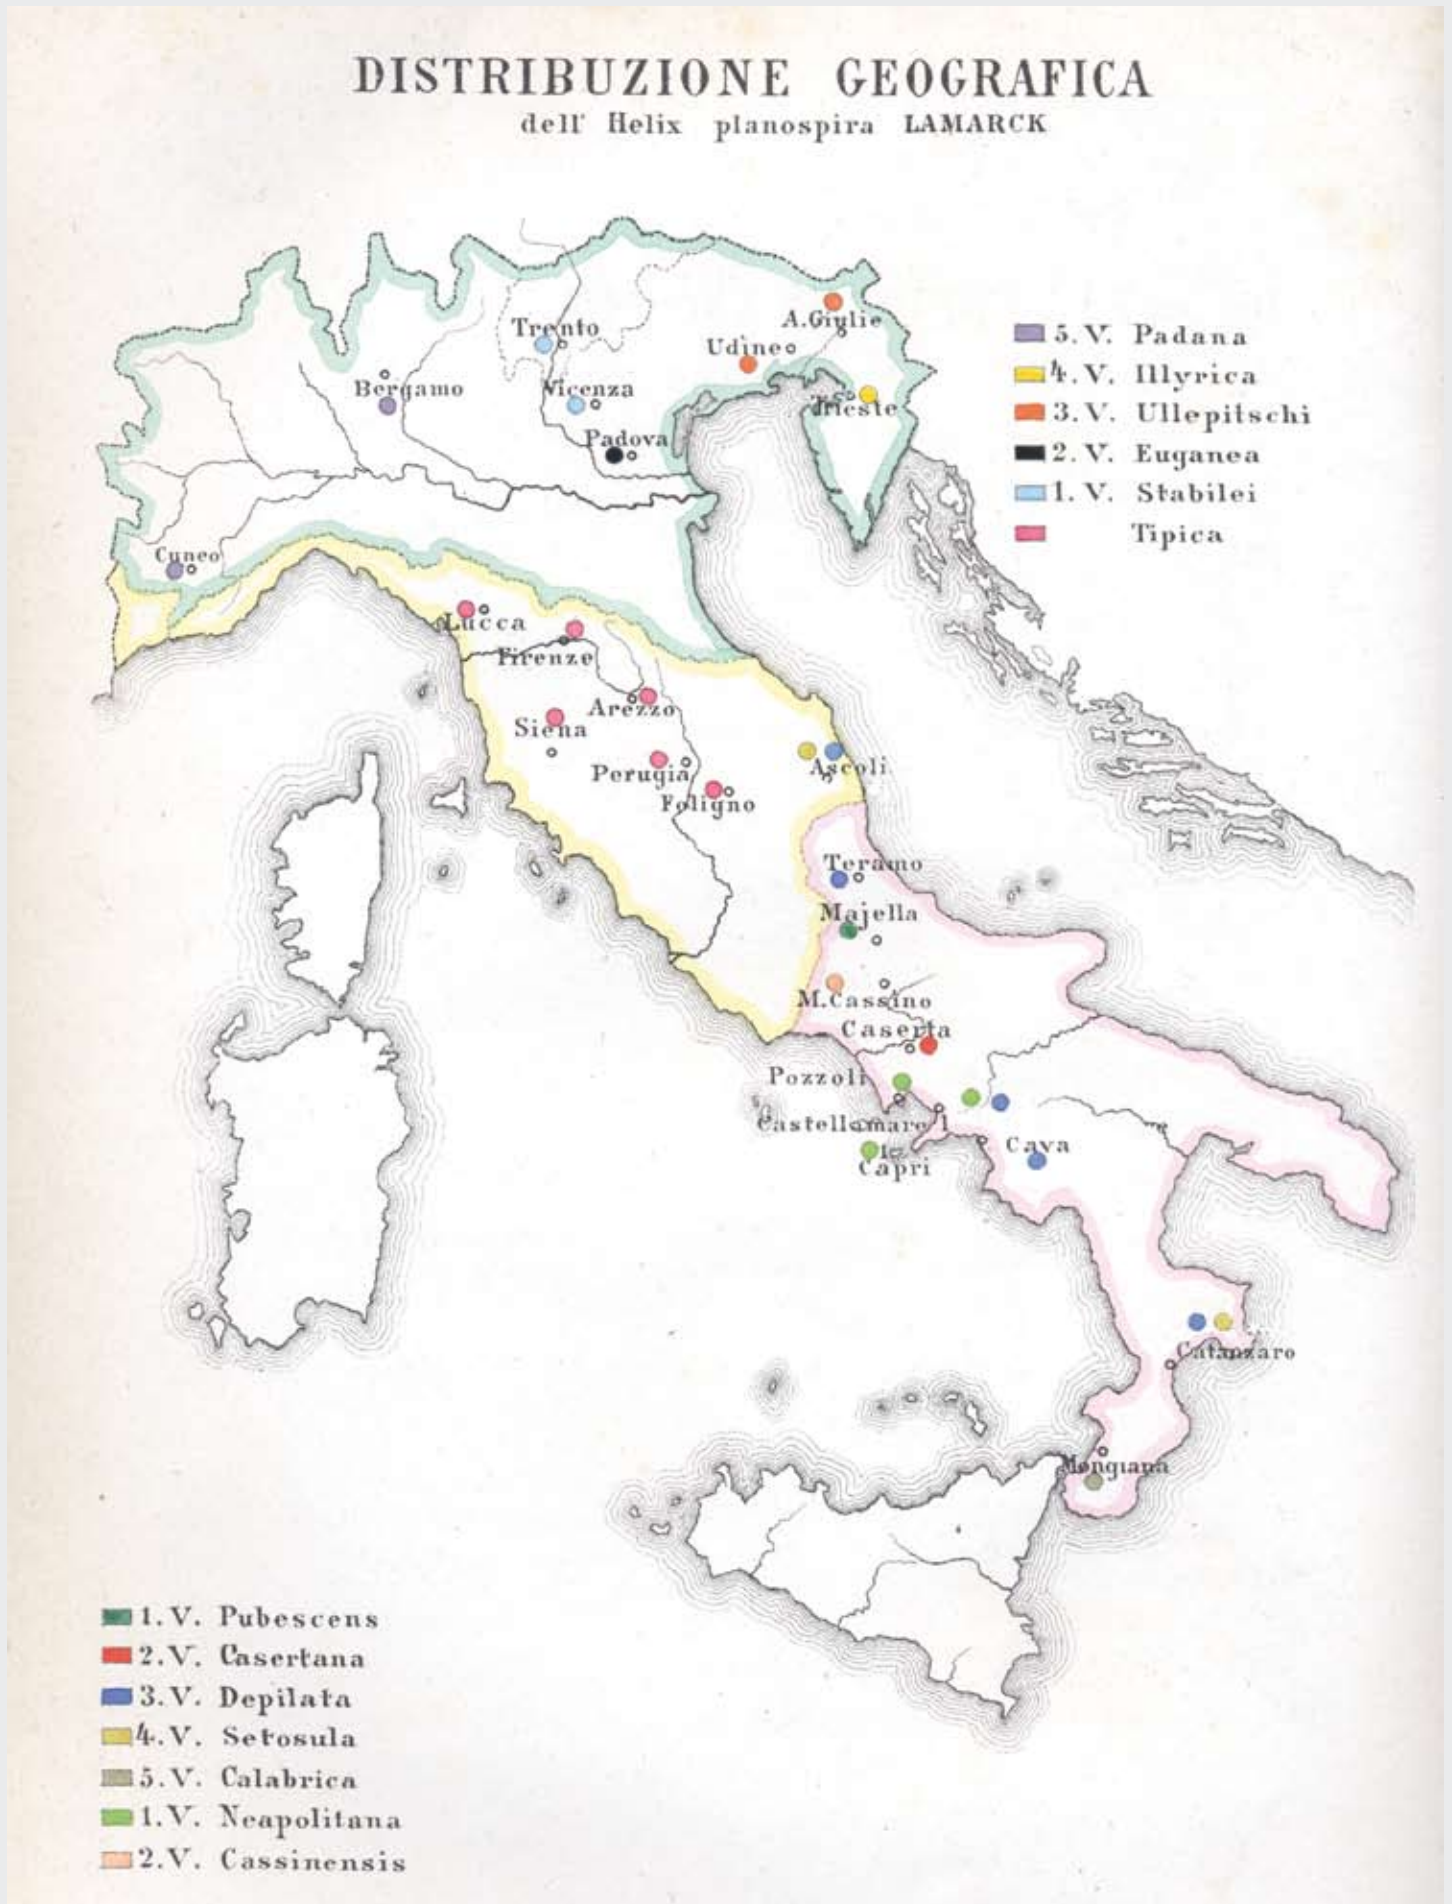 DISTRIBUZIONE GEOGRAFICA
dell' Helix planospira LAMARCK
Trento
A.Giulie
Udine
Bergamo
Vicenza
Trieste
Padova
Cuneo
5.V. Padana
4.V. Illyrica
3.V. Ullepitschi
2.V. Euganea
1.V. Stabilei
Tipica
Lucca
Firenze
Arezzo
Siena
Perugia
Ascoli
Foligno
Teramo
Majella
M.Cassino
Caserta
Pozzoli
Castellamare
Cava
Capri
Catanzaro
Mongiana
1.V. Pubescens
2.V. Casertana
3.V. Depilata
4.V. Setosula
5.V. Calabrica
1.V. Neapolitana
2.V. Cassinensis